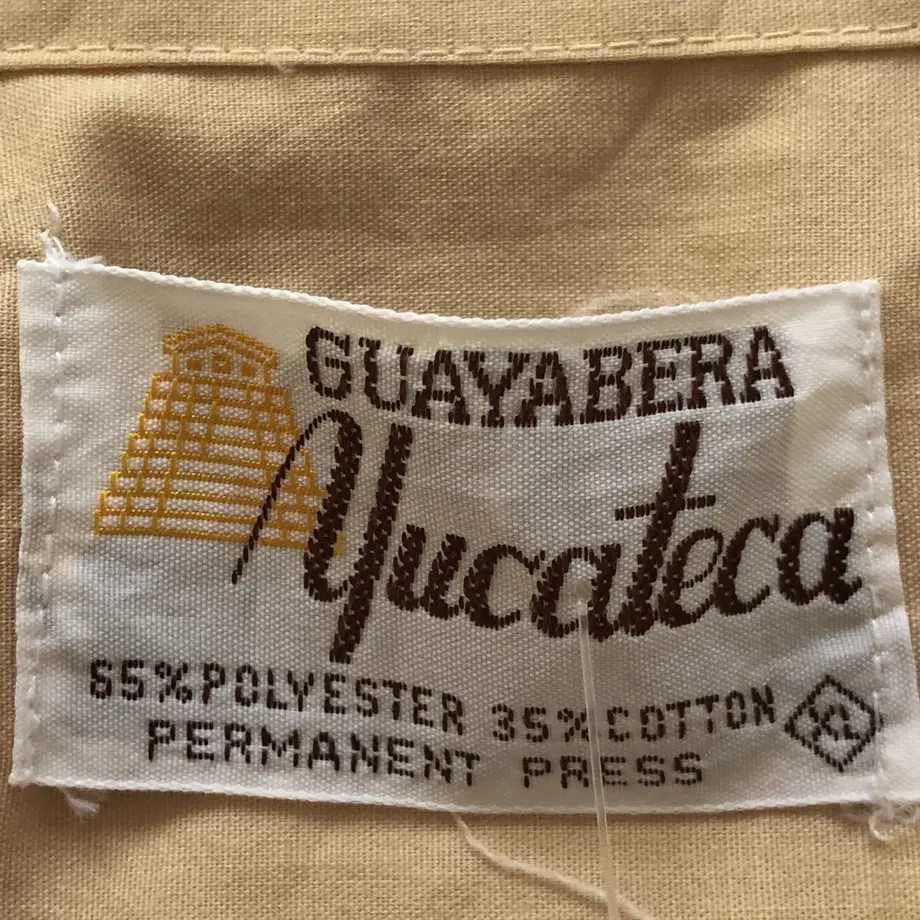 GUAYABERA
Yucateca
65% POLYESTER 35% COTTON XL
PERMANENT PRESS